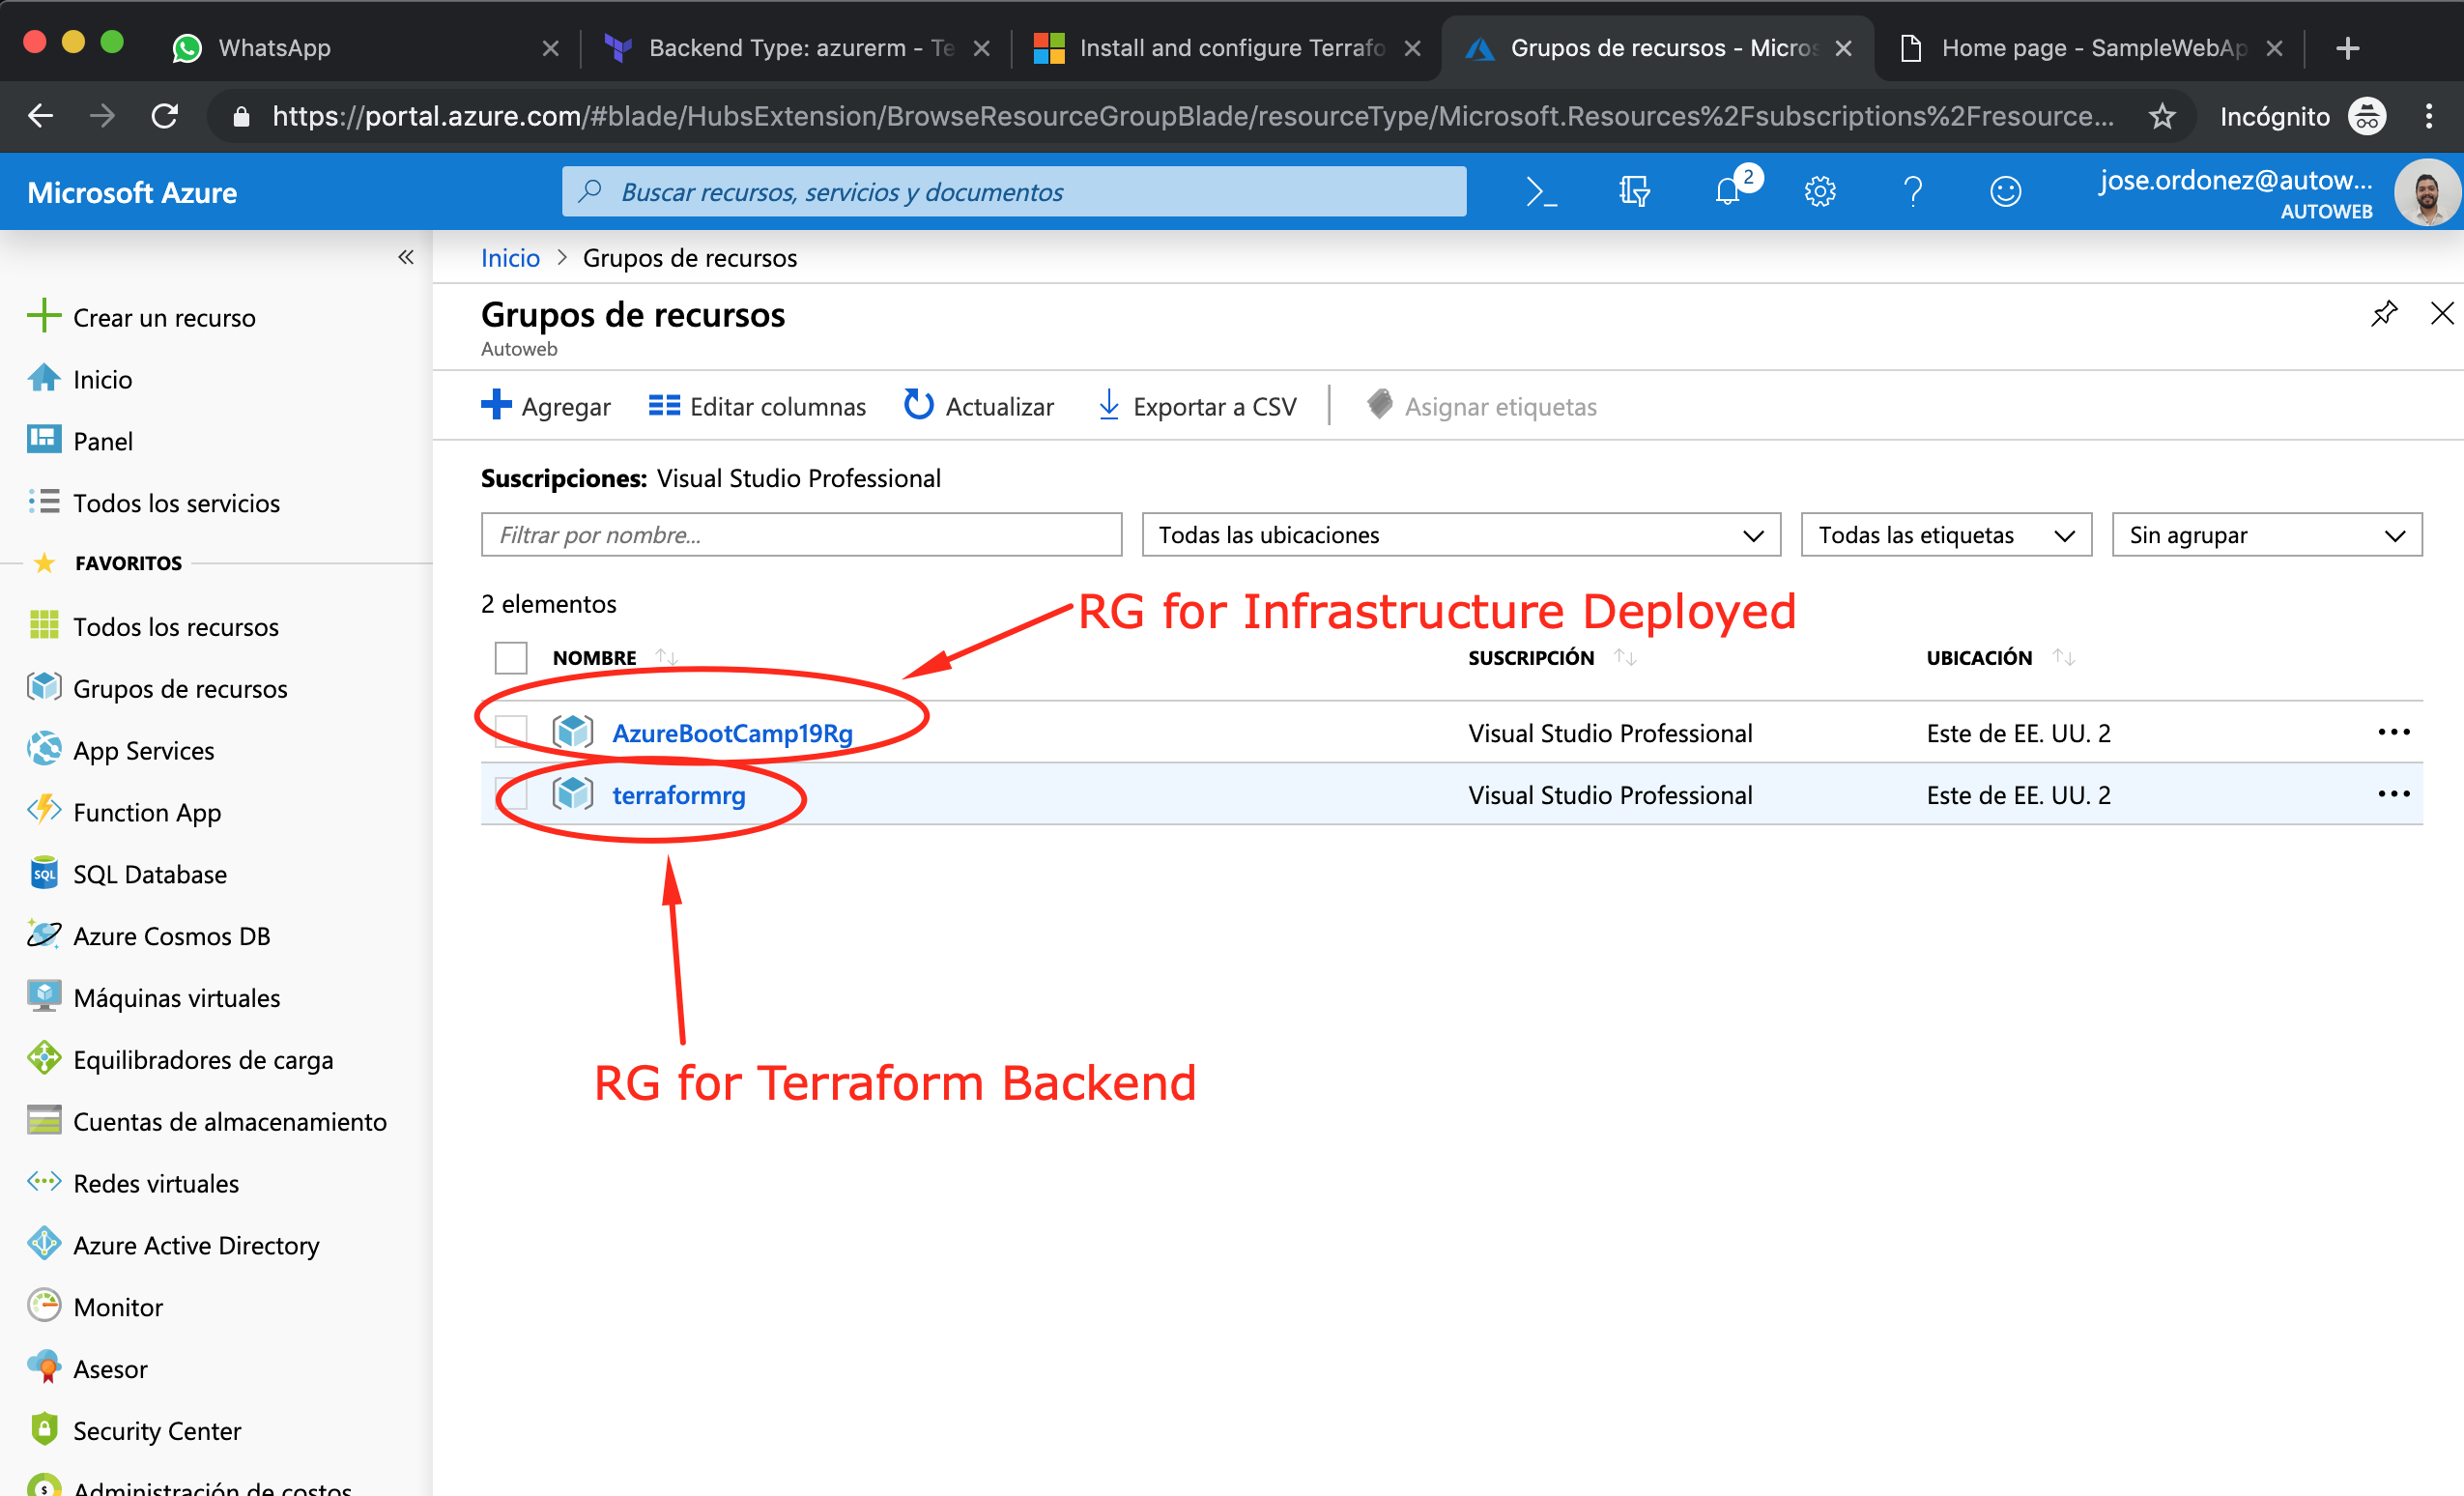 WhatsApp
Backend Type: azurerm - Te
Install and configure Terrafo
Grupos de recursos - Micros
Home page - SampleWebAp
https://portal.azure.com/#blade/HubsExtension/BrowseResourceGroupBlade/resourceType/Microsoft.Resources%2Fsubscriptions%2Fresource...
Incógnito
Microsoft Azure
Buscar recursos, servicios y documentos
2
jose.ordonez@autow...
AUTOWEB
Inicio > Grupos de recursos
Grupos de recursos
Autoweb
Agregar
Editar columnas
Actualizar
Exportar a CSV
Asignar etiquetas
Suscripciones: Visual Studio Professional
Filtrar por nombre...
Todas las ubicaciones
Todas las etiquetas
Sin agrupar
2 elementos
RG for Infrastructure Deployed
NOMBRE
SUSCRIPCIÓN
UBICACIÓN
AzureBootCamp19Rg
Visual Studio Professional
Este de EE. UU. 2
terraformrg
Visual Studio Professional
Este de EE. UU. 2
RG for Terraform Backend
Crear un recurso
Inicio
Panel
Todos los servicios
FAVORITOS
Todos los recursos
Grupos de recursos
App Services
Function App
SQL
SQL Database
Azure Cosmos DB
Máquinas virtuales
Equilibradores de carga
Cuentas de almacenamiento
Redes virtuales
Azure Active Directory
Monitor
Asesor
Security Center
Administración de costos